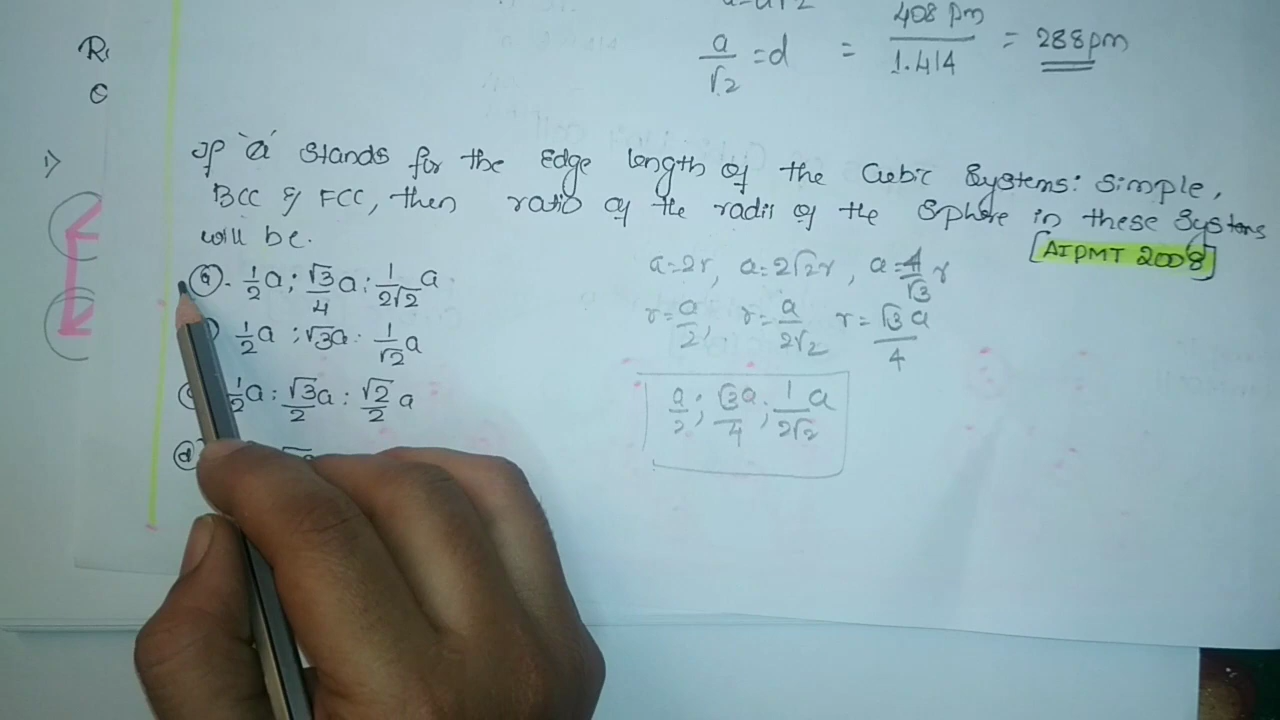 408 pm
a/√2 = d = 408 pm/1.414 = 288pm
R
C
1)
If 'a' stands for the Edge length of the Cubic Systems: Simple,
BCC & FCC, then ratio of the radii of the Sphere in these Systems
will be.
[AIPMT 2008]
(a). 1/2 a : √3/4 a : 1/2√2 a
1/2 a : √3a : 1/√2 a
1/2 a : √3/2 a : √2/2 a
(d)
a=2r, a=2√2r, a=4/√3 r
r=a/2, r=a/2√2 r=√3a/4
a/2 ; √3a/4 ; 1/2√2 a